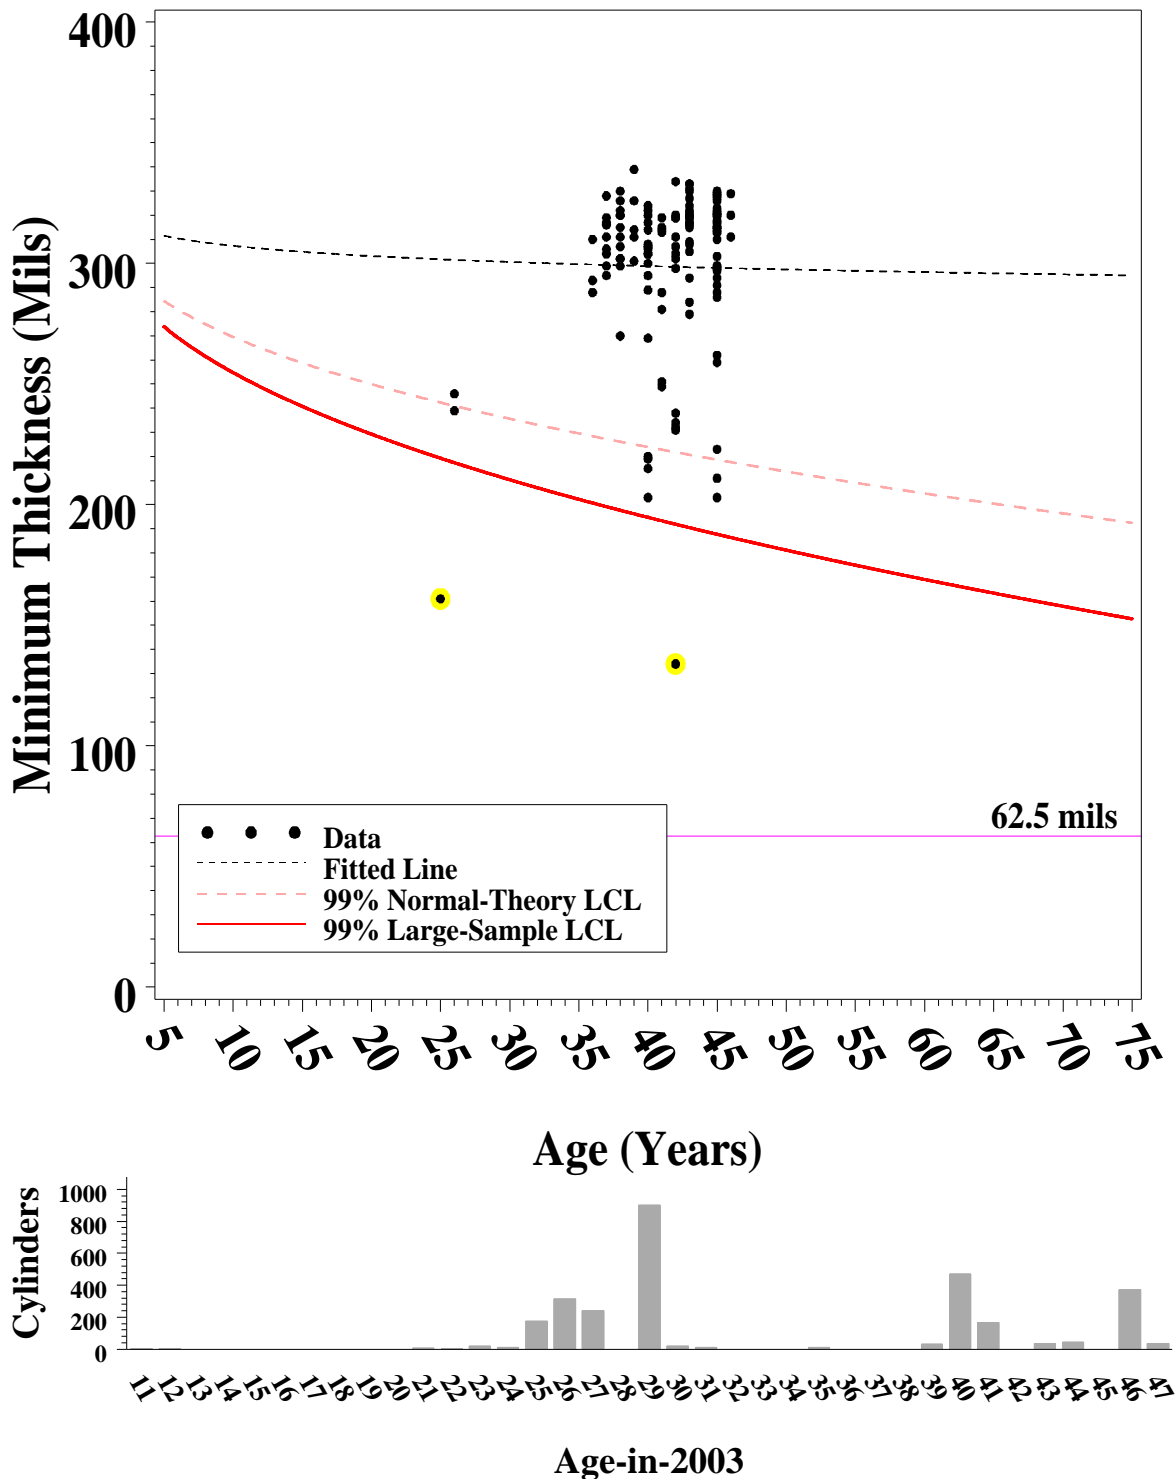 Minimum Thickness (Mils)
400
300
200
100
0
62.5 mils
Data
Fitted Line
99% Normal-Theory LCL
99% Large-Sample LCL
5 10 15 20 25 30 35 40 45 50 55 60 65 70 75
Age (Years)
Cylinders
1000
800
600
400
200
0
11 12 13 14 15 16 17 18 19 20 21 22 23 24 25 26 27 28 29 30 31 32 33 34 35 36 37 38 39 40 41 42 43 44 45 46 47
Age-in-2003